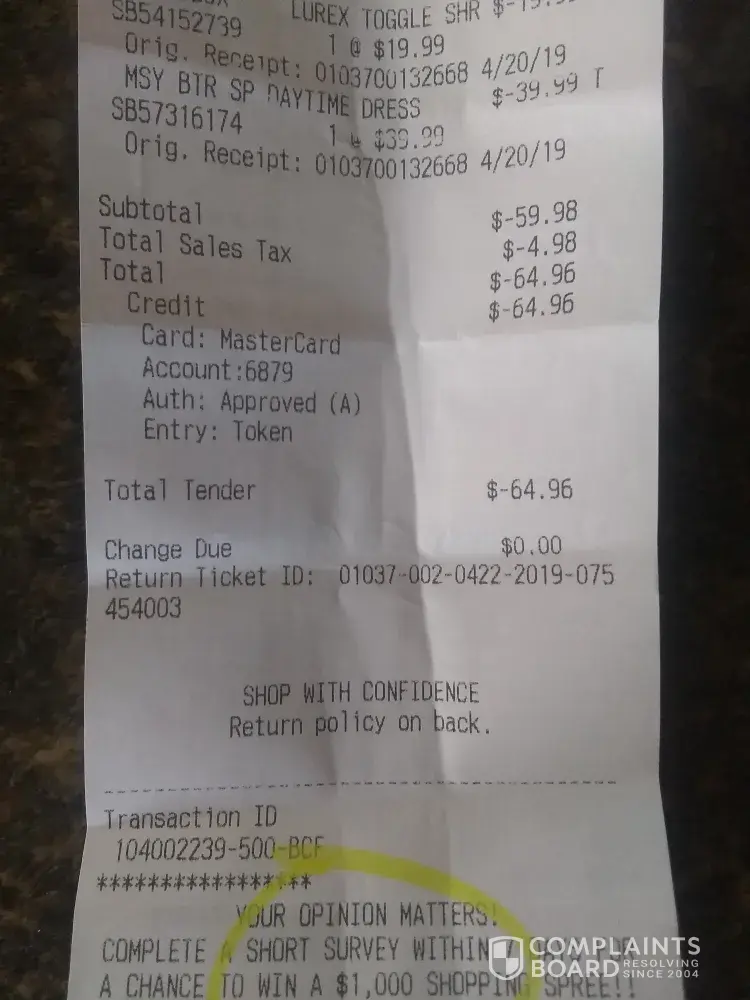 LUREX TOGGLE SHR
SB54152739
1 @ $19.99
Orig. Receipt: 0103700132668 4/20/19
MSY BTR SP DAYTIME DRESS $-39.99 T
SB57316174
1 @ $39.99
Orig. Receipt: 0103700132668 4/20/19
Subtotal $-59.98
Total Sales Tax $-4.98
Total $-64.96
Credit $-64.96
Card: MasterCard
Account:6879
Auth: Approved (A)
Entry: Token
Total Tender $-64.96
Change Due $0.00
Return Ticket ID: 01037-002-0422-2019-075
454003
SHOP WITH CONFIDENCE
Return policy on back.
Transaction ID
104002239-500-BCF
*****************
YOUR OPINION MATTERS!
COMPLETE A SHORT SURVEY WITHIN
A CHANCE TO WIN A $1,000 SHOPPING SPREE!!
COMPLAINTS
BOARD RESOLVING
SINCE 2004